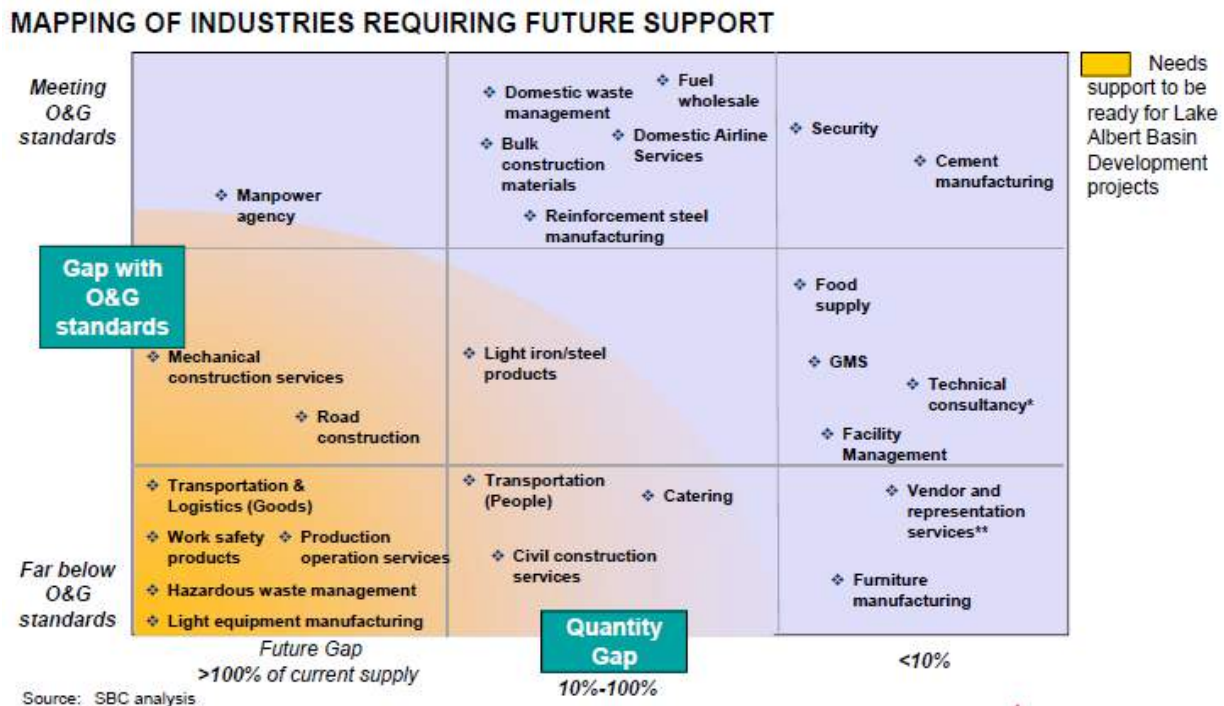 MAPPING OF INDUSTRIES REQUIRING FUTURE SUPPORT
Meeting
O&G
standards
Domestic waste
management
Fuel
wholesale
Bulk
construction
materials
Domestic Airline
Services
Security
Cement
manufacturing
Manpower
agency
Reinforcement steel
manufacturing
Needs
support to be
ready for Lake
Albert Basin
Development
projects
Gap with
O&G
standards
Mechanical
construction services
Road
construction
Light iron/steel
products
Food
supply
GMS
Technical
consultancy*
Facility
Management
Far below
O&G
standards
Transportation &
Logistics (Goods)
Work safety
products
Production
operation services
Hazardous waste management
Light equipment manufacturing
Transportation
(People)
Catering
Civil construction
services
Vendor and
representation
services**
Furniture
manufacturing
Future Gap
>100% of current supply
Quantity
Gap
10%-100%
<10%
Source: SBC analysis